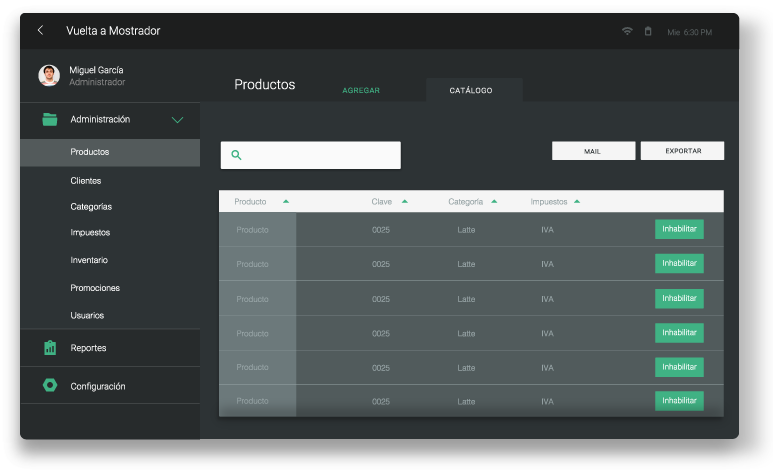 Vuelta a Mostrador
Mie 6:30 PM
Miguel García
Administrador
Administración
Productos
Clientes
Categorías
Impuestos
Inventario
Promociones
Usuarios
Reportes
Configuración
Productos
AGREGAR
CATÁLOGO
MAIL
EXPORTAR
Producto Clave Categoría Impuestos
Producto 0025 Latte IVA Inhabilitar
Producto 0025 Latte IVA Inhabilitar
Producto 0025 Latte IVA Inhabilitar
Producto 0025 Latte IVA Inhabilitar
Producto 0025 Latte IVA Inhabilitar
Producto 0025 Latte IVA Inhabilitar